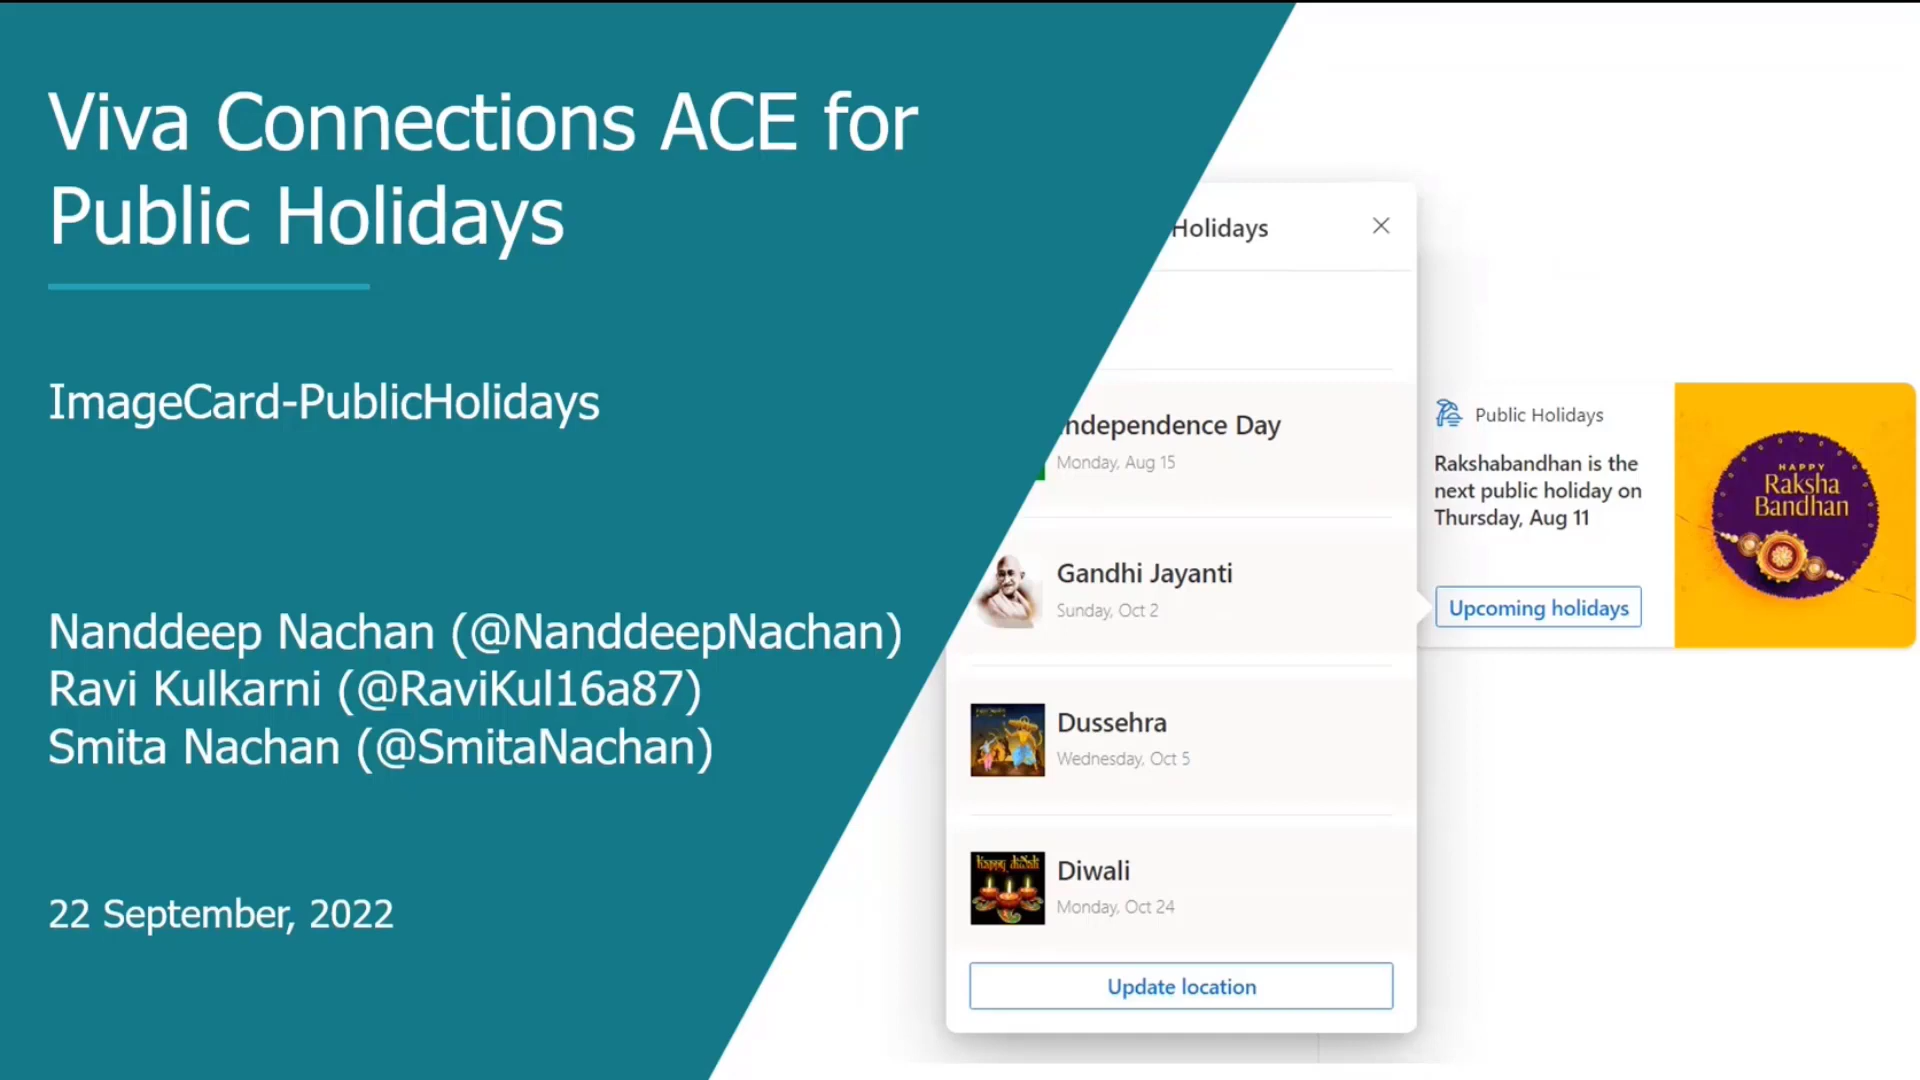 Viva Connections ACE for
Public Holidays
ImageCard-PublicHolidays
Nanddeep Nachan (@NanddeepNachan)
Ravi Kulkarni (@RaviKul16a87)
Smita Nachan (@SmitaNachan)
22 September, 2022
Holidays
Independence Day
Monday, Aug 15
Gandhi Jayanti
Sunday, Oct 2
Dussehra
Wednesday, Oct 5
Happy diwali
Diwali
Monday, Oct 24
Update location
Public Holidays
Rakshabandhan is the
next public holiday on
Thursday, Aug 11
Upcoming holidays
HAPPY
Raksha
Bandhan